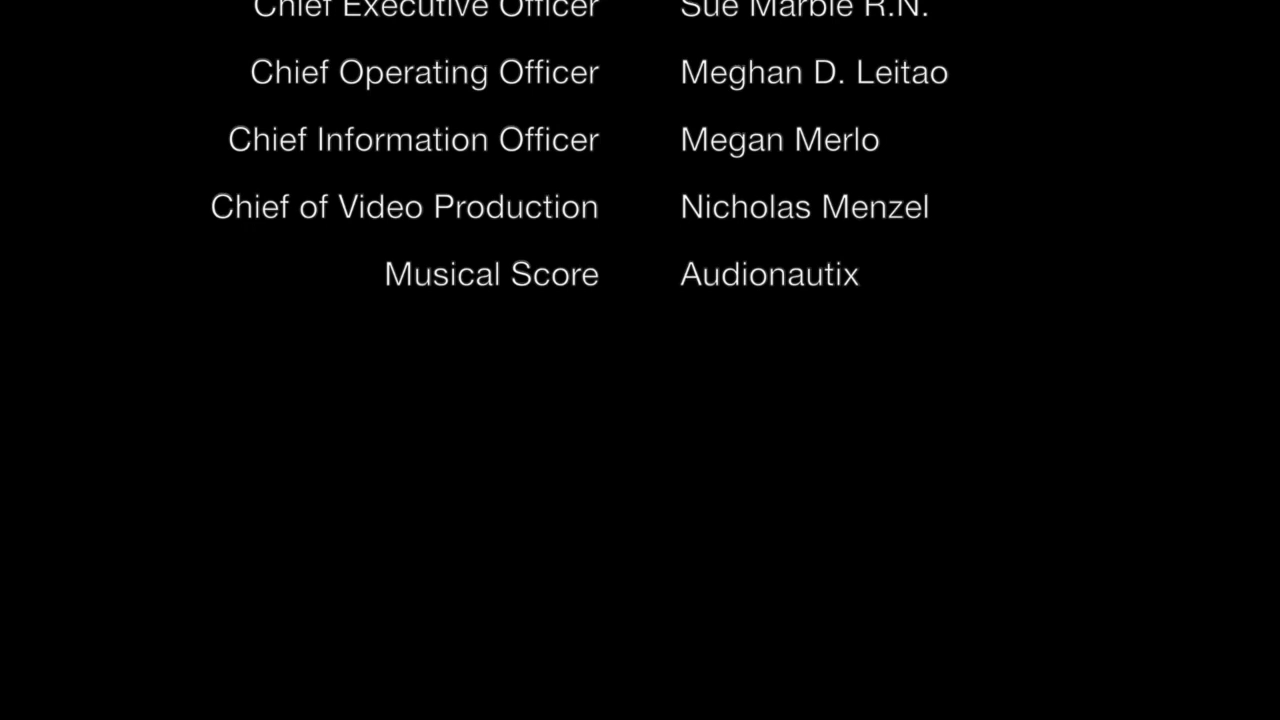 Chief Executive Officer Sue Marble R.N.
Chief Operating Officer Meghan D. Leitao
Chief Information Officer Megan Merlo
Chief of Video Production Nicholas Menzel
Musical Score Audionautix